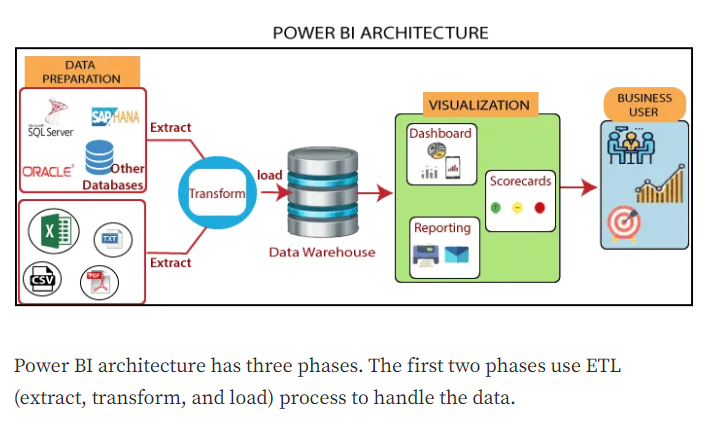 POWER BI ARCHITECTURE
DATA
PREPARATION
Microsoft
SQL Server
SAP HANA
ORACLE
Other
Databases
Extract
X
TXT
CSV
PDF
Extract
Transform
load
Data Warehouse
VISUALIZATION
Dashboard
Scorecards
Reporting
BUSINESS
USER
Power BI architecture has three phases. The first two phases use ETL
(extract, transform, and load) process to handle the data.